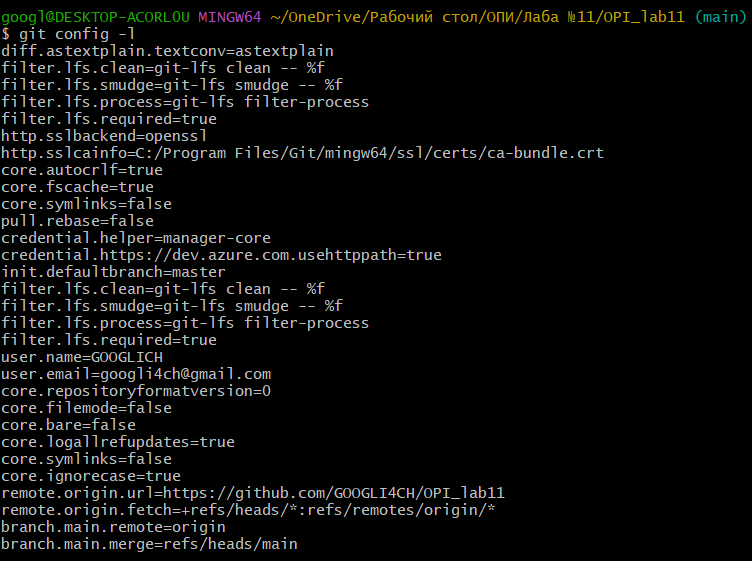 googl@DESKTOP-ACORLOU MINGW64 ~/OneDrive/Рабочий стол/ОПИ/Лаба №11/OPI_lab11 (main)
$ git config -l
diff.astextplain.textconv=astextplain
filter.lfs.clean=git-lfs clean -- %f
filter.lfs.smudge=git-lfs smudge -- %f
filter.lfs.process=git-lfs filter-process
filter.lfs.required=true
http.sslbackend=openssl
http.sslcainfo=C:/Program Files/Git/mingw64/ssl/certs/ca-bundle.crt
core.autocrlf=true
core.fscache=true
core.symlinks=false
pull.rebase=false
credential.helper=manager-core
credential.https://dev.azure.com.usehttppath=true
init.defaultbranch=master
filter.lfs.clean=git-lfs clean -- %f
filter.lfs.smudge=git-lfs smudge -- %f
filter.lfs.process=git-lfs filter-process
filter.lfs.required=true
user.name=GOOGLICH
user.email=googli4ch@gmail.com
core.repositoryformatversion=0
core.filemode=false
core.bare=false
core.logallrefupdates=true
core.symlinks=false
core.ignorecase=true
remote.origin.url=https://github.com/GOOGLI4CH/OPI_lab11
remote.origin.fetch=+refs/heads/*:refs/remotes/origin/*
branch.main.remote=origin
branch.main.merge=refs/heads/main